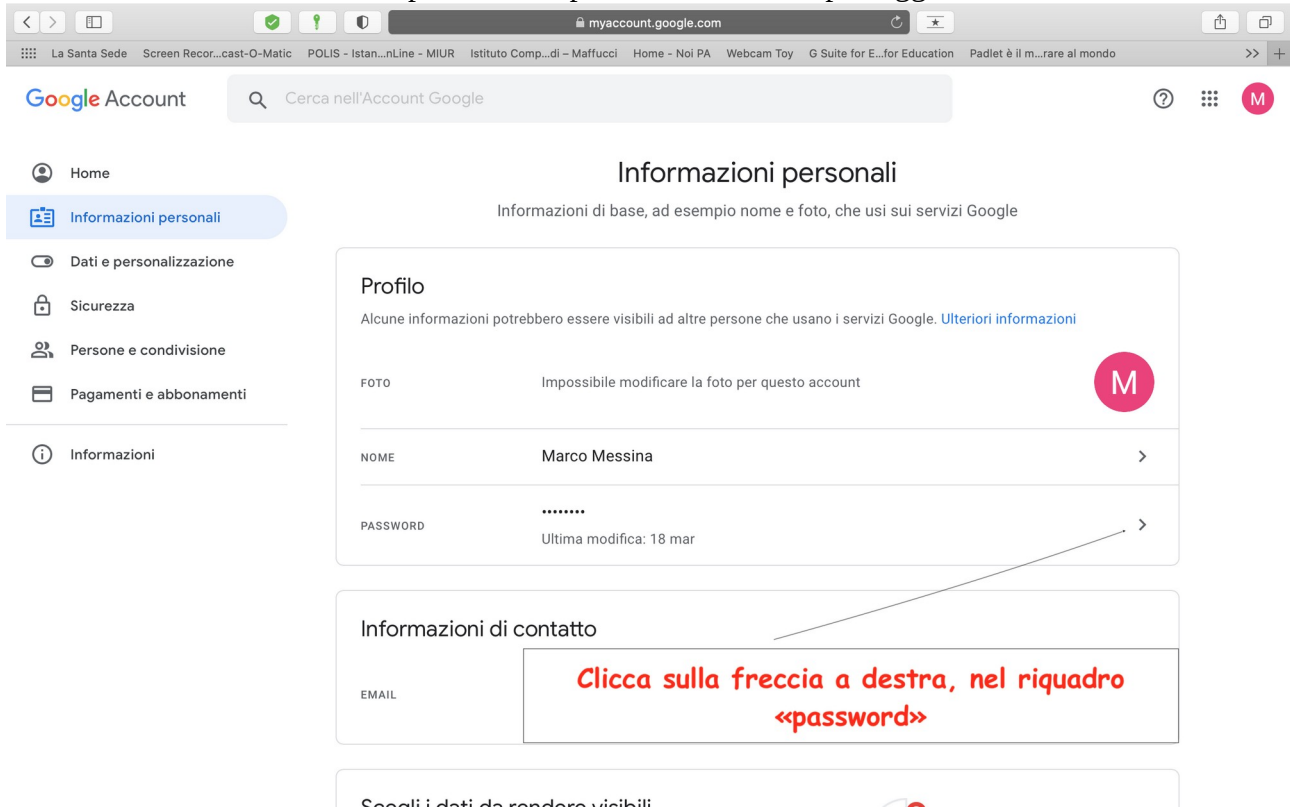 myaccount.google.com
La Santa Sede Screen Recor...cast-O-Matic POLIS - Istan...nLine - MIUR Istituto Comp...di – Maffucci Home - Noi PA Webcam Toy G Suite for E...for Education Padlet è il m...rare al mondo >> +
Google Account
Cerca nell'Account Google
M
Home
Informazioni personali
Dati e personalizzazione
Sicurezza
Persone e condivisione
Pagamenti e abbonamenti
Informazioni
Informazioni personali
Informazioni di base, ad esempio nome e foto, che usi sui servizi Google
Profilo
Alcune informazioni potrebbero essere visibili ad altre persone che usano i servizi Google. Ulteriori informazioni
FOTO Impossibile modificare la foto per questo account
M
NOME Marco Messina
PASSWORD ••••••••
Ultima modifica: 18 mar
Informazioni di contatto
EMAIL
Clicca sulla freccia a destra, nel riquadro
«password»
Scegli i dati da rendere visibili